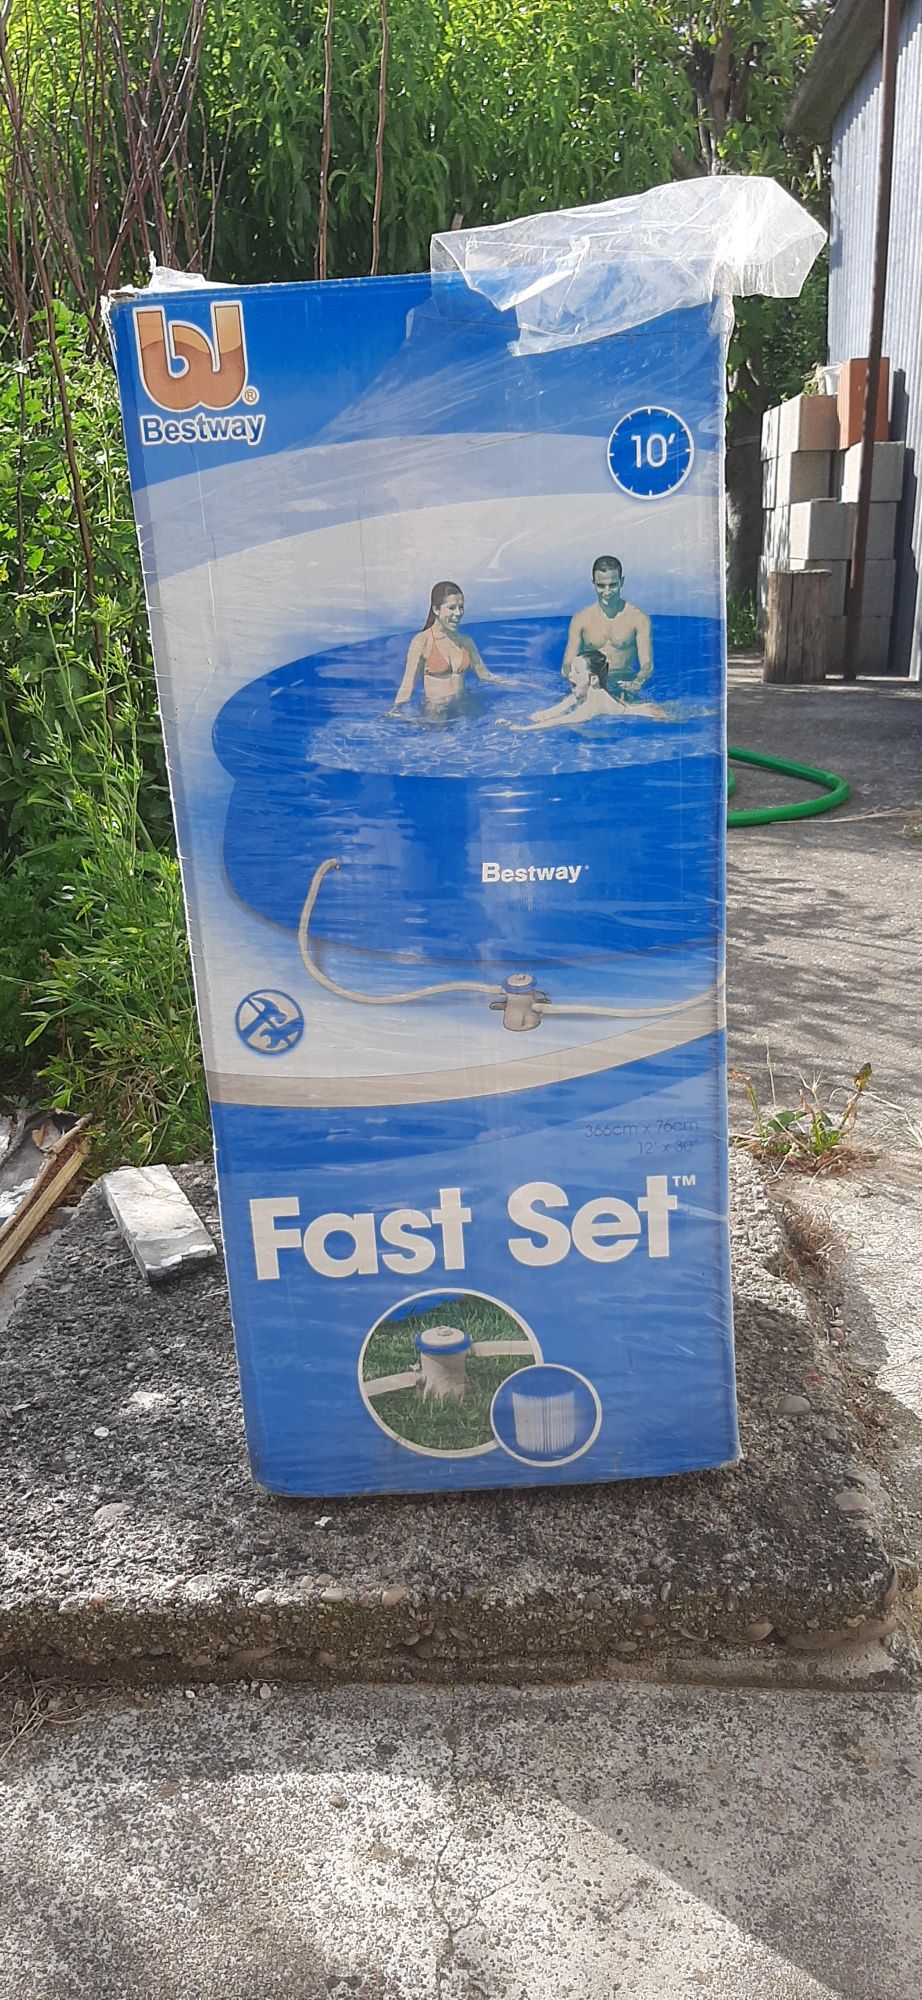 ®
Bestway
10'
Bestway®
366cm x 76cm
12' x 30"
Fast Set™